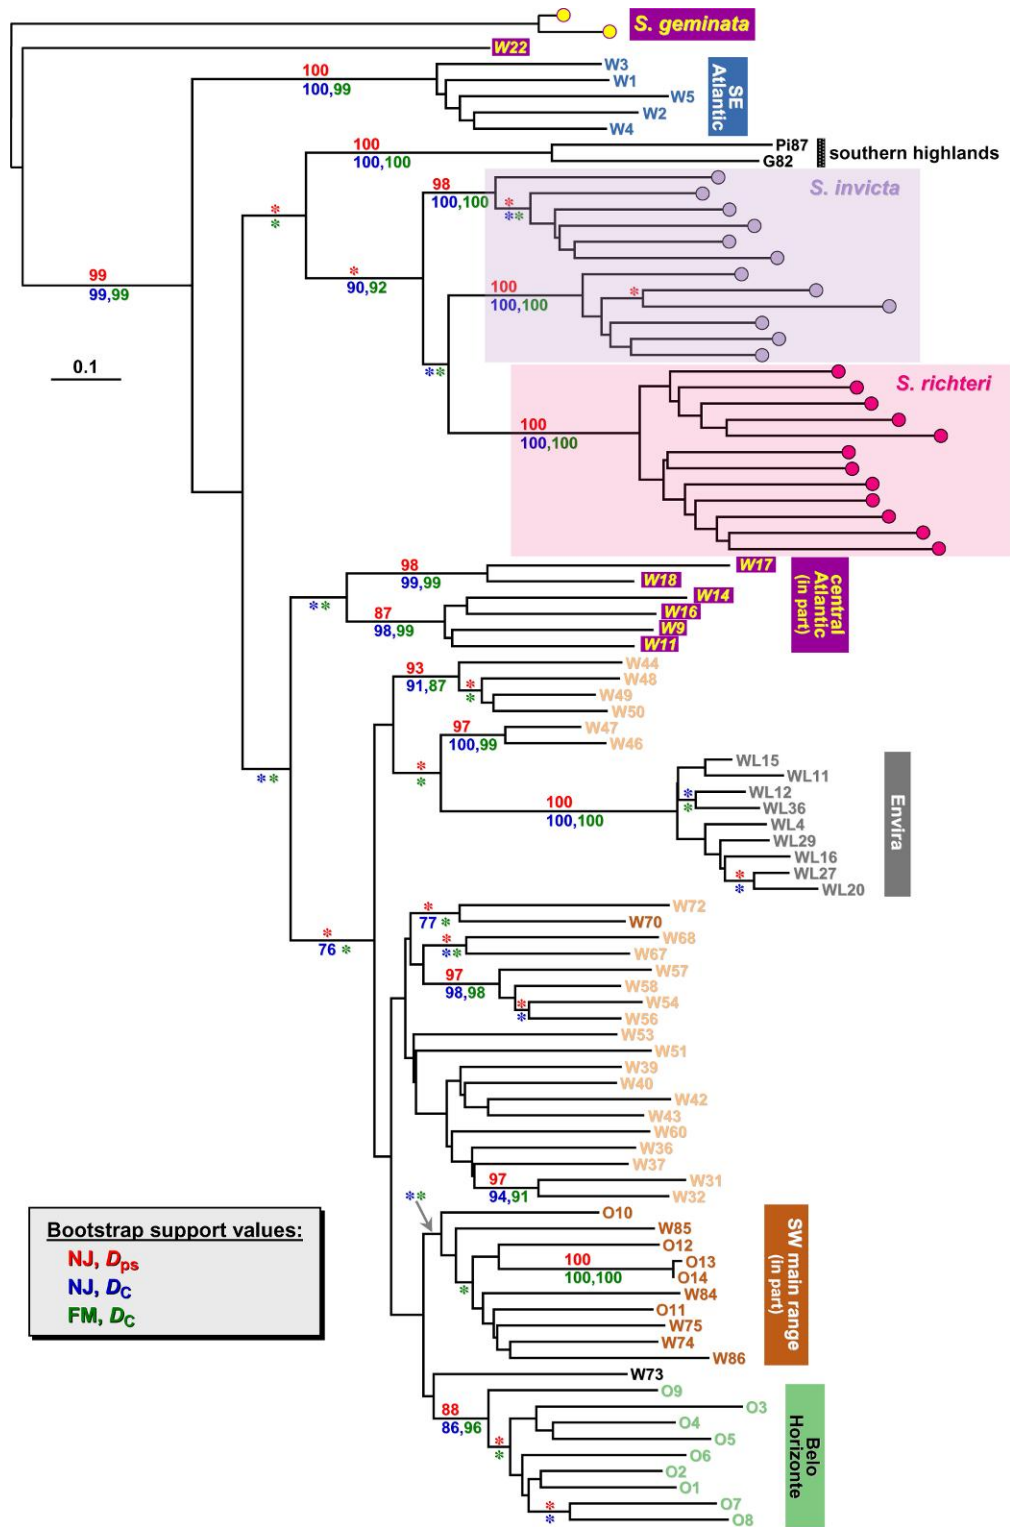 S. geminata
W22
100
100,99
W3
W1
W5
W2
W4
SE
Atlantic
100
100,100
Pi87
G82
southern highlands
98
100,100
*
**
S. invicta
*
*
*
90,92
99
99,99
100
100,100
*
0.1
**
S. richteri
100
100,100
98
99,99
W17
W18
**
87
98,99
W14
W16
W9
W11
central
Atlantic
(in part)
93
91,87
*
*
W44
W48
W49
W50
97
100,99
W47
W46
*
*
**
100
100,100
WL15
WL11
*
*
WL12
WL36
WL4
WL29
WL16
*
*
WL27
WL20
Envira
*
76 *
*
77 *
W72
W70
*
**
W68
W67
97
98,98
W57
W58
*
*
W54
W56
W53
W51
W39
W40
W42
W43
W60
W36
W37
97
94,91
W31
W32
**
O10
W85
O12
100
100,100
O13
O14
*
W84
O11
W75
W74
W86
SW main range
(in part)
W73
88
86,96
O9
*
*
O3
O4
O5
O6
O2
O1
*
*
O7
O8
Belo
Horizonte
Bootstrap support values:
NJ, Dps
NJ, DC
FM, DC